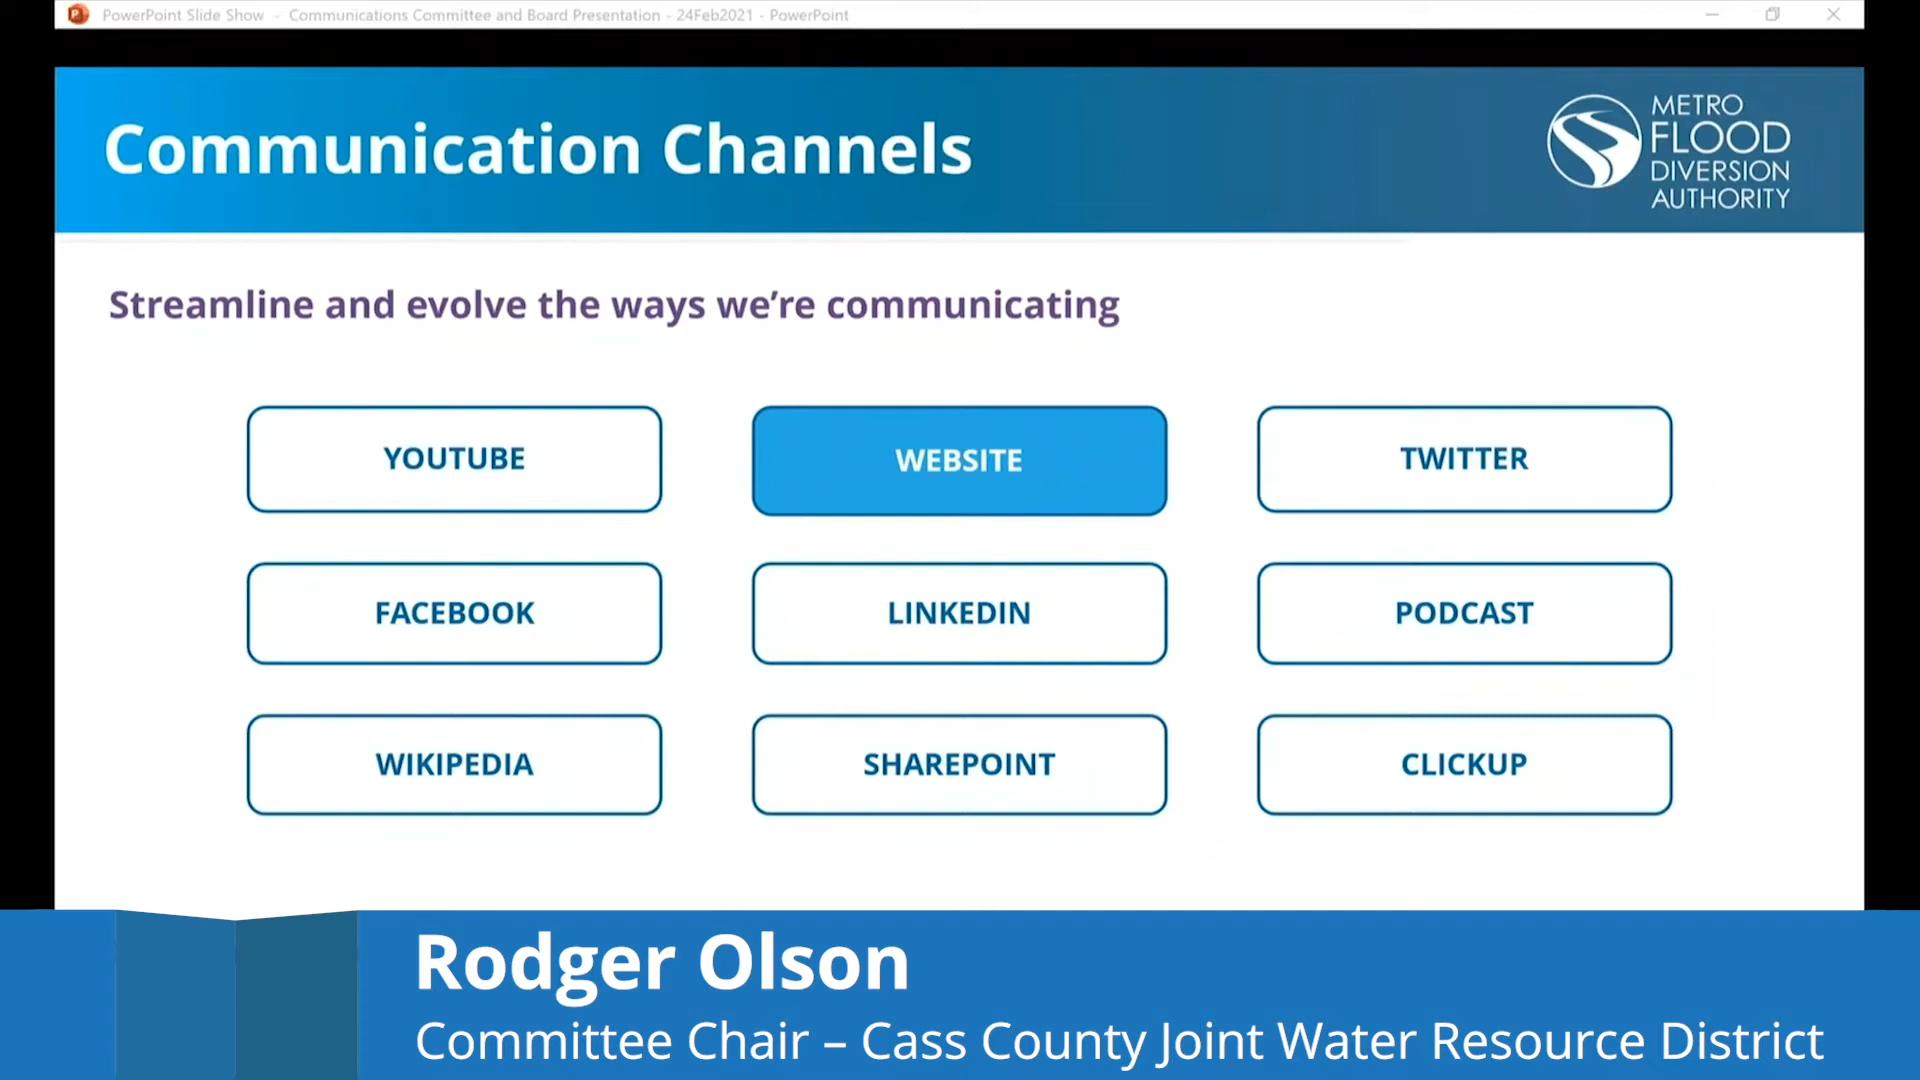 PowerPoint Slide Show - Communications Committee and Board Presentation - 24Feb2021 - PowerPoint
Communication Channels
METRO
FLOOD
DIVERSION
AUTHORITY
Streamline and evolve the ways we're communicating
YOUTUBE
WEBSITE
TWITTER
FACEBOOK
LINKEDIN
PODCAST
WIKIPEDIA
SHAREPOINT
CLICKUP
Rodger Olson
Committee Chair – Cass County Joint Water Resource District